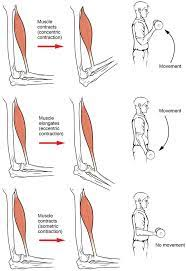 Muscle
contracts
(concentric
contraction)
Movement
Muscle
elongates
(eccentric
contraction)
Movement
Muscle
contracts
(isometric
contraction)
No movement